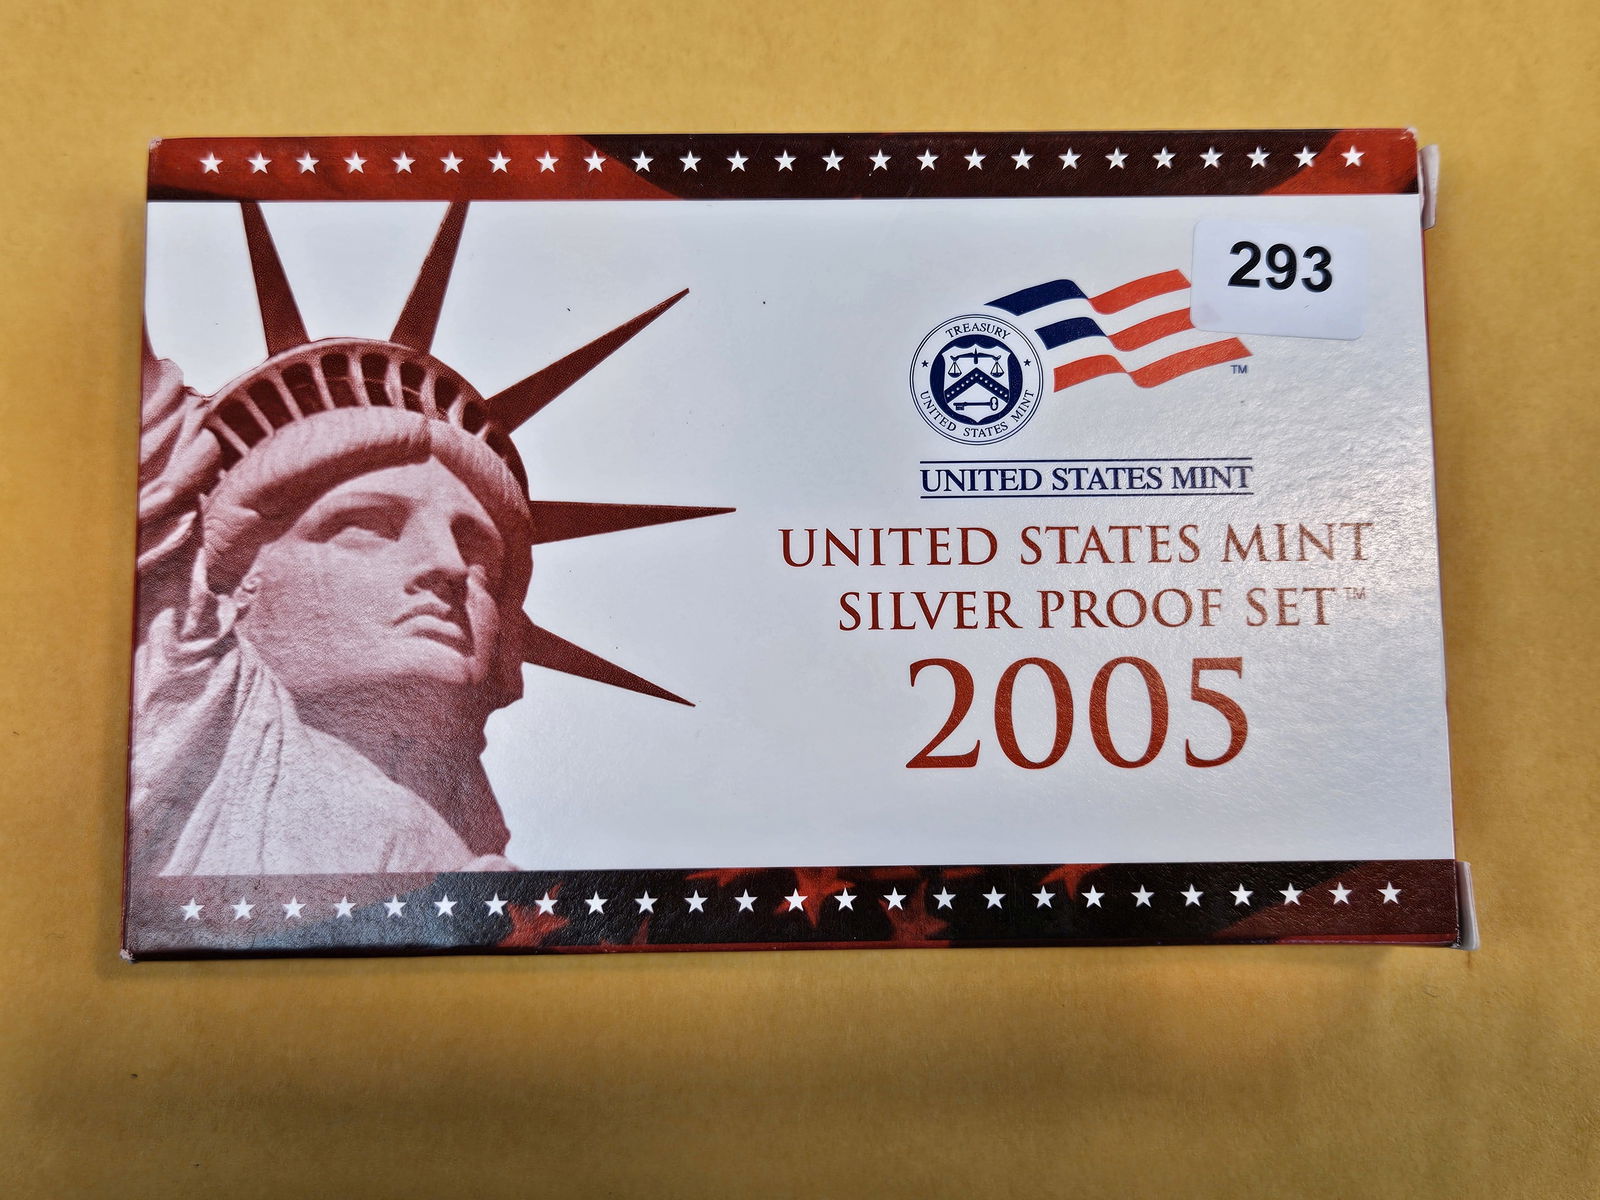 293
TREASURY
UNITED STATES MINT
TM
UNITED STATES MINT
UNITED STATES MINT
SILVER PROOF SET™
2005